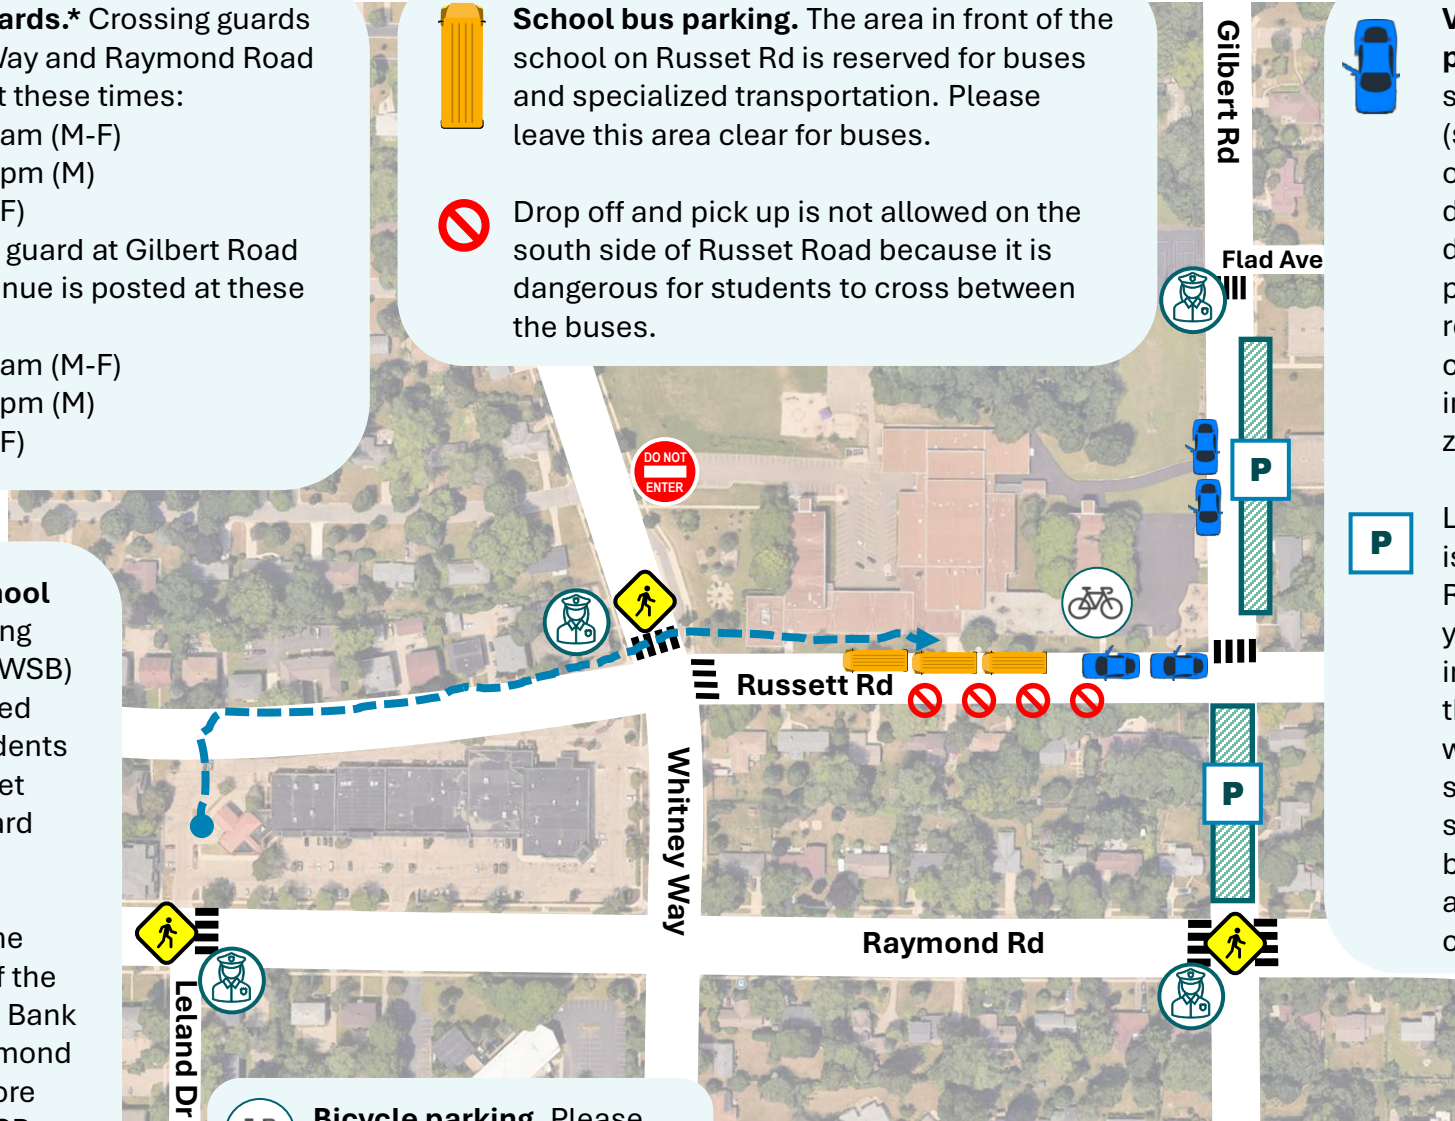 ards.* Crossing guards
Way and Raymond Road
t these times:
am (M-F)
pm (M)
F)
guard at Gilbert Road
nue is posted at these
am (M-F)
pm (M)
F)
School bus parking. The area in front of the
school on Russet Rd is reserved for buses
and specialized transportation. Please
leave this area clear for buses.
Drop off and pick up is not allowed on the
south side of Russet Road because it is
dangerous for students to cross between
the buses.
Gilbert Rd
Flad Ave
DO NOT
ENTER
P
P
Russett Rd
Whitney Way
P
Raymond Rd
Leland Dr
ool
ng
WSB)
ed
dents
et
ard
ne
f the
Bank
mond
ore
Bicycle parking. Please